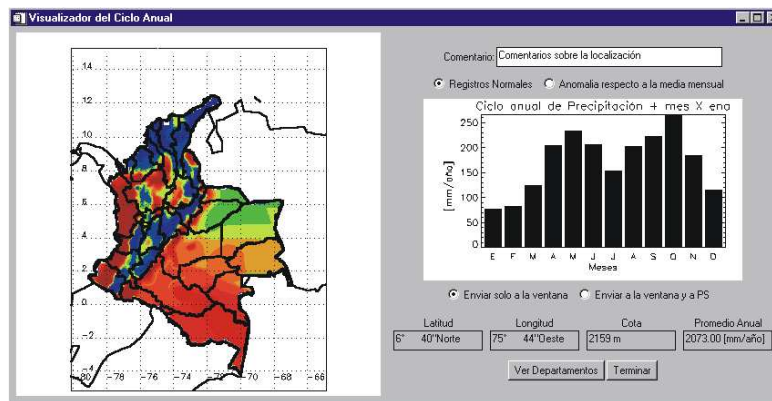 Visualizador del Ciclo Anual
Comentario: Comentarios sobre la localización
Registros Normales Anomalia respecto a la media mensual
Ciclo anual de Precipitación + mes X ena
[mm/año]
250
200
150
100
50
0
E F M A M J J A S O N D
Meses
Enviar solo a la ventana Enviar a la ventana y a PS
Latitud Longitud Cota Promedio Anual
6° 40"Norte 75° 44"Oeste 2159 m 2073.00 [mm/año]
Ver Departamentos Terminar
14
12
10
8
6
4
2
0
-2
-4
-80 -78 -76 -74 -72 -70 -68 -66